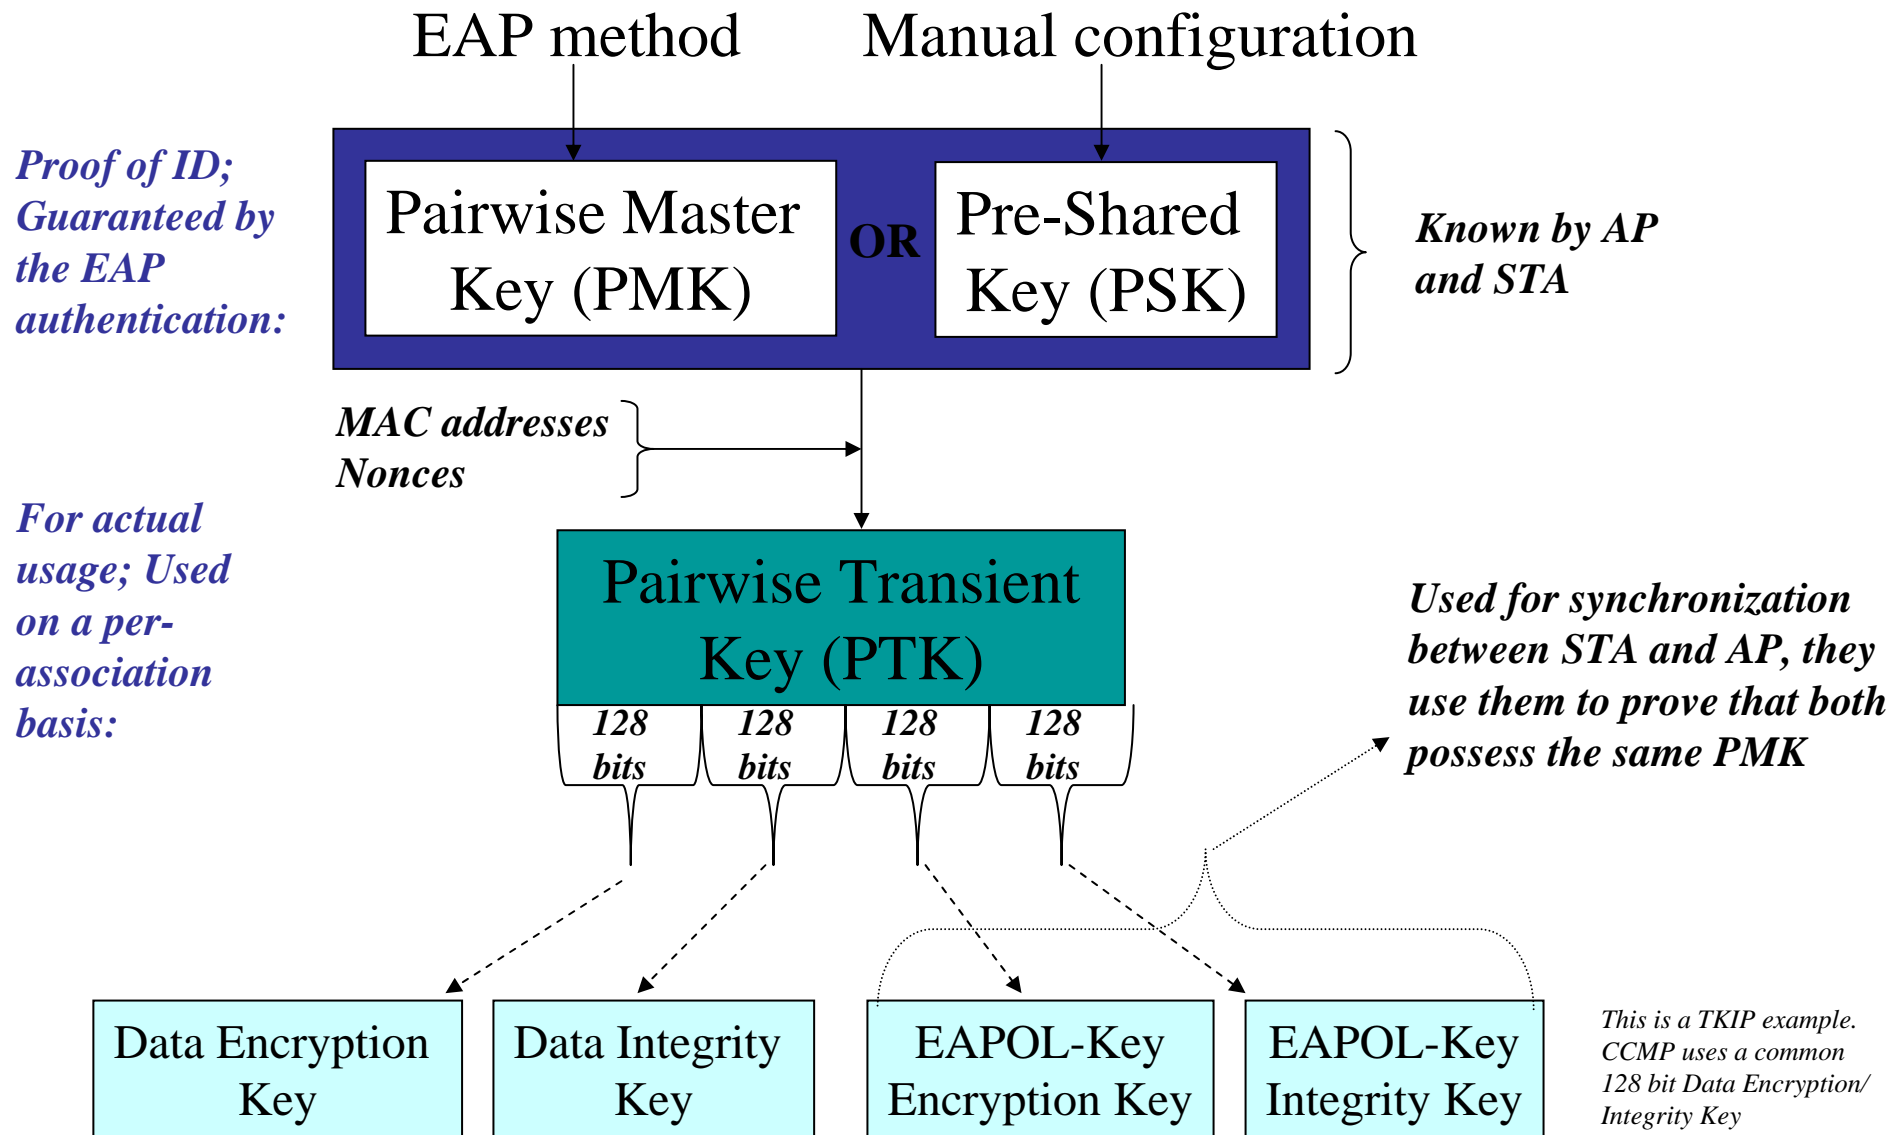 EAP method
Manual configuration
Proof of ID;
Guaranteed by
the EAP
authentication:
Pairwise Master
Key (PMK)
OR
Pre-Shared
Key (PSK)
Known by AP
and STA
MAC addresses
Nonces
For actual
usage; Used
on a per-
association
basis:
Pairwise Transient
Key (PTK)
128
bits
128
bits
128
bits
128
bits
Used for synchronization
between STA and AP, they
use them to prove that both
possess the same PMK
Data Encryption
Key
Data Integrity
Key
EAPOL-Key
Encryption Key
EAPOL-Key
Integrity Key
This is a TKIP example.
CCMP uses a common
128 bit Data Encryption/
Integrity Key